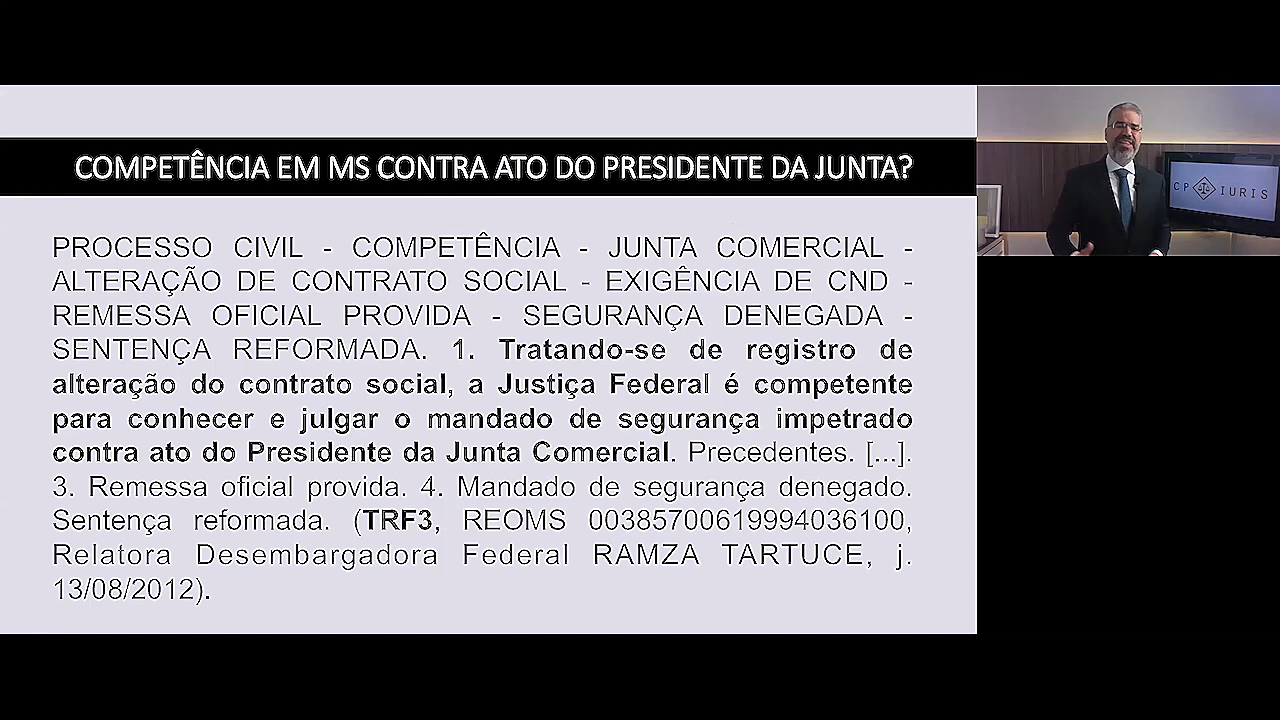 COMPETÊNCIA EM MS CONTRA ATO DO PRESIDENTE DA JUNTA?
PROCESSO CIVIL - COMPETÊNCIA - JUNTA COMERCIAL -
ALTERAÇÃO DE CONTRATO SOCIAL - EXIGÊNCIA DE CND -
REMESSA OFICIAL PROVIDA - SEGURANÇA DENEGADA -
SENTENÇA REFORMADA. 1. Tratando-se de registro de
alteração do contrato social, a Justiça Federal é competente
para conhecer e julgar o mandado de segurança impetrado
contra ato do Presidente da Junta Comercial. Precedentes. [...].
3. Remessa oficial provida. 4. Mandado de segurança denegado.
Sentença reformada. (TRF3, REOMS 00385700619994036100,
Relatora Desembargadora Federal RAMZA TARTUCE, j.
13/08/2012).
CP IURIS